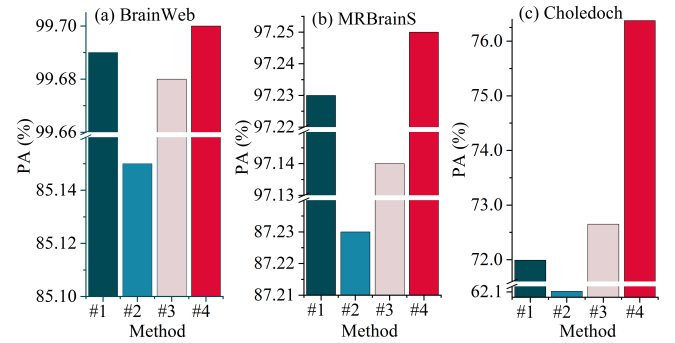 (a) BrainWeb
99.70
99.68
99.66
85.14
85.12
85.10
PA (%)
#1 #2 #3 #4
Method
(b) MRBrainS
97.25
97.24
97.23
97.22
97.14
97.13
87.23
87.22
87.21
PA (%)
#1 #2 #3 #4
Method
(c) Choledoch
76.0
75.0
74.0
73.0
72.0
62.1
PA (%)
#1 #2 #3 #4
Method